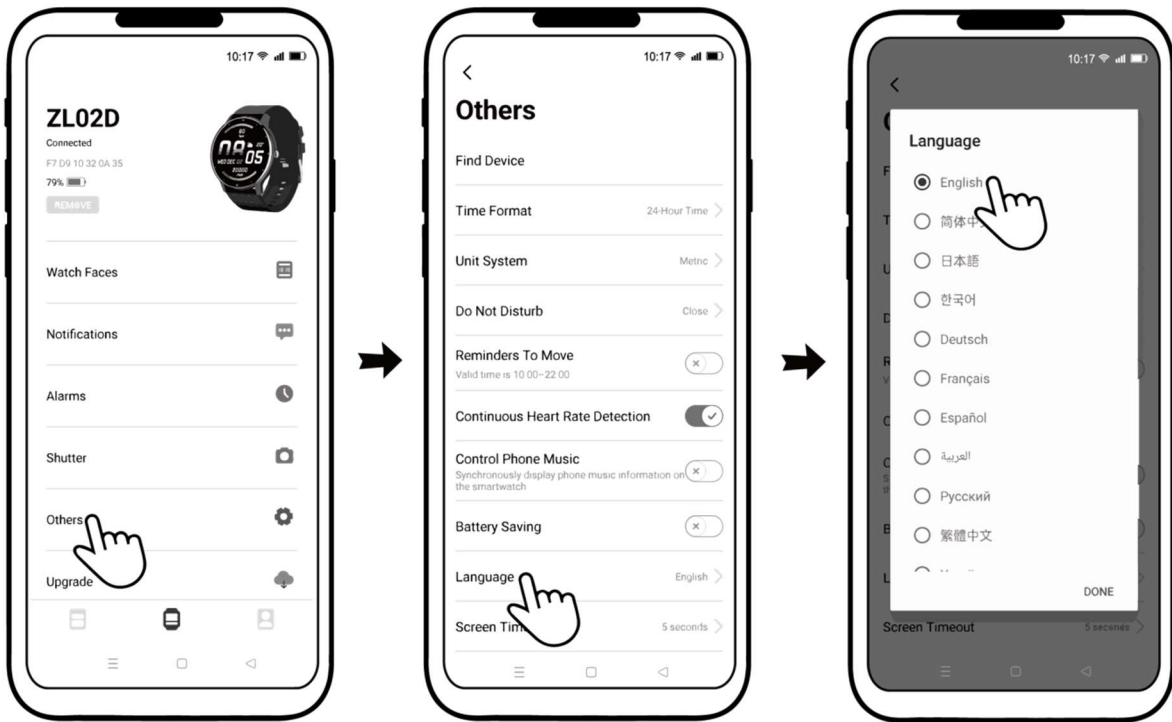 10:17
ZL02D
Connected
F7 D9 10 32 0A 35
79%
REMOVE
Watch Faces
Notifications
Alarms
Shutter
Others
Upgrade
10:17
Others
Find Device
Time Format
24-Hour Time
Unit System
Metric
Do Not Disturb
Close
Reminders To Move
Valid time is 10 00~22 00
Continuous Heart Rate Detection
Control Phone Music
Synchronously display phone music information on
the smartwatch
Battery Saving
Language
English
Screen
5 seconds
10:17
Language
English
简体中
日本語
한국어
Deutsch
Français
Español
العربية
Русский
繁體中文
DONE
Screen Timeout
5 seconds